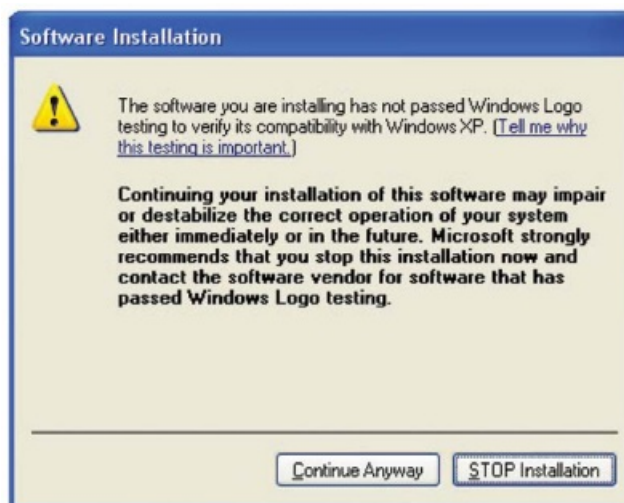 Software Installation
The software you are installing has not passed Windows Logo
testing to verify its compatibility with Windows XP. (Tell me why
this testing is important.)
Continuing your installation of this software may impair
or destabilize the correct operation of your system
either immediately or in the future. Microsoft strongly
recommends that you stop this installation now and
contact the software vendor for software that has
passed Windows Logo testing.
Continue Anyway
STOP Installation